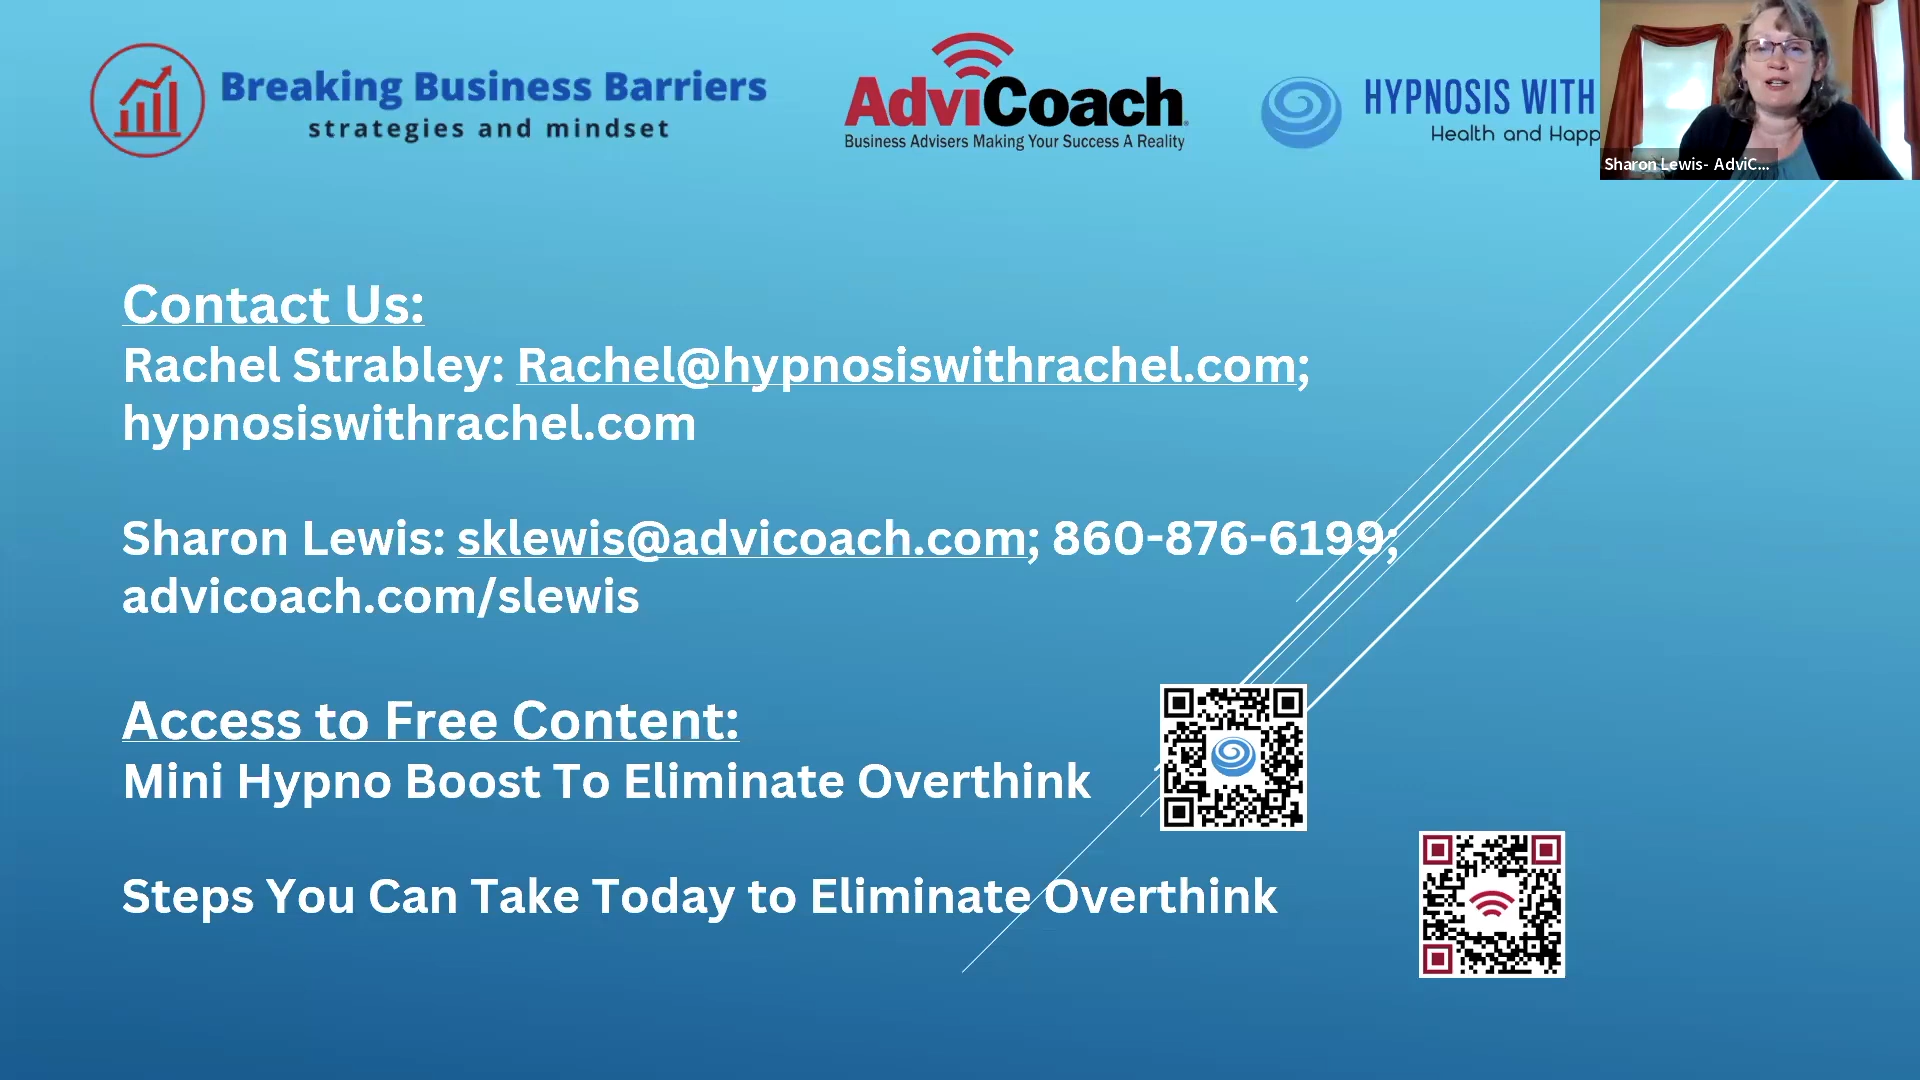 Breaking Business Barriers
strategies and mindset
AdviCoach
Business Advisers Making Your Success A Reality
HYPNOSIS WITH
Health and Happ
Sharon Lewis- AdviC...
Contact Us:
Rachel Strabley: Rachel@hypnosiswithrachel.com;
hypnosiswithrachel.com
Sharon Lewis: sklewis@advicoach.com; 860-876-6199;
advicoach.com/slewis
Access to Free Content:
Mini Hypno Boost To Eliminate Overthink
Steps You Can Take Today to Eliminate Overthink